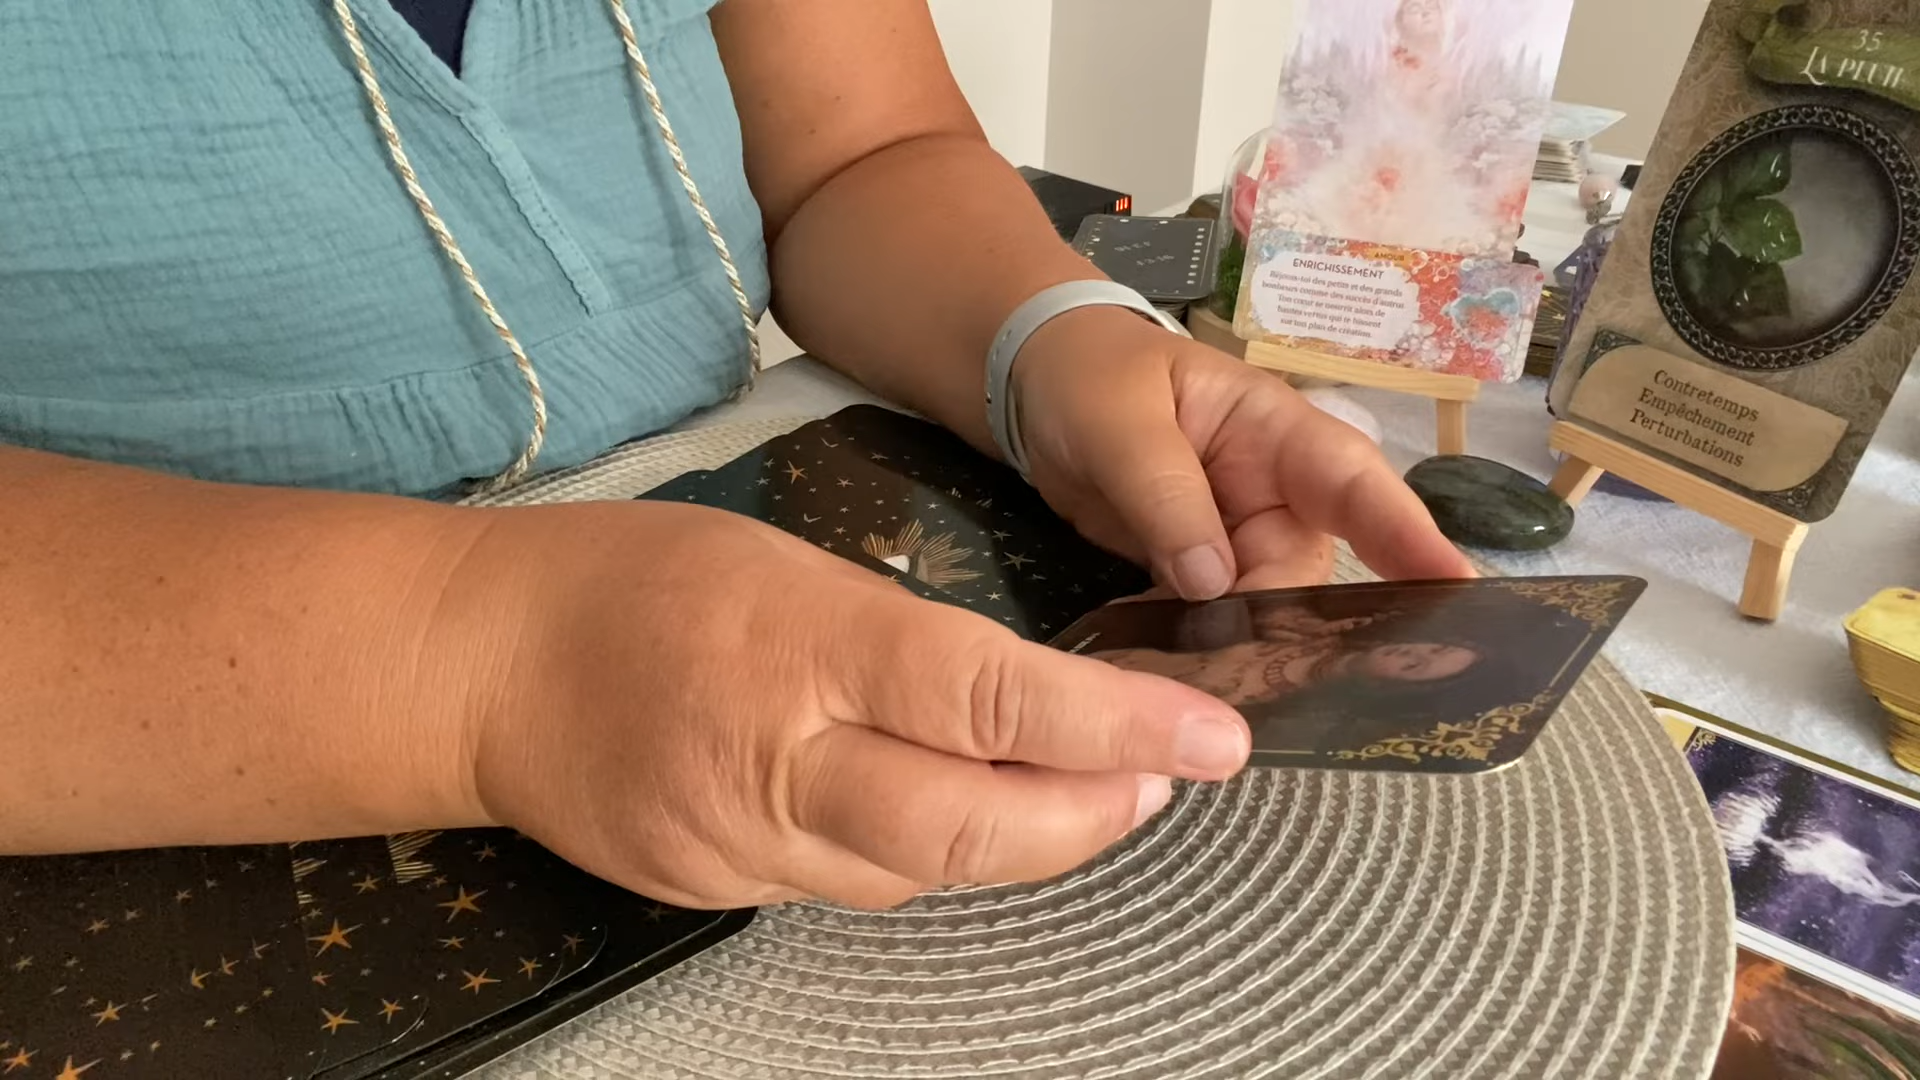 AMOUR
ENRICHISSEMENT
Réjouis-toi des petits et des grands
bonheurs comme des succès d'autrui
Ton cœur se nourrit alors de
hautes vertus qui te hissent
sur ton plan de création.
35
LA PLUIE
Contretemps
Empêchement
Perturbations